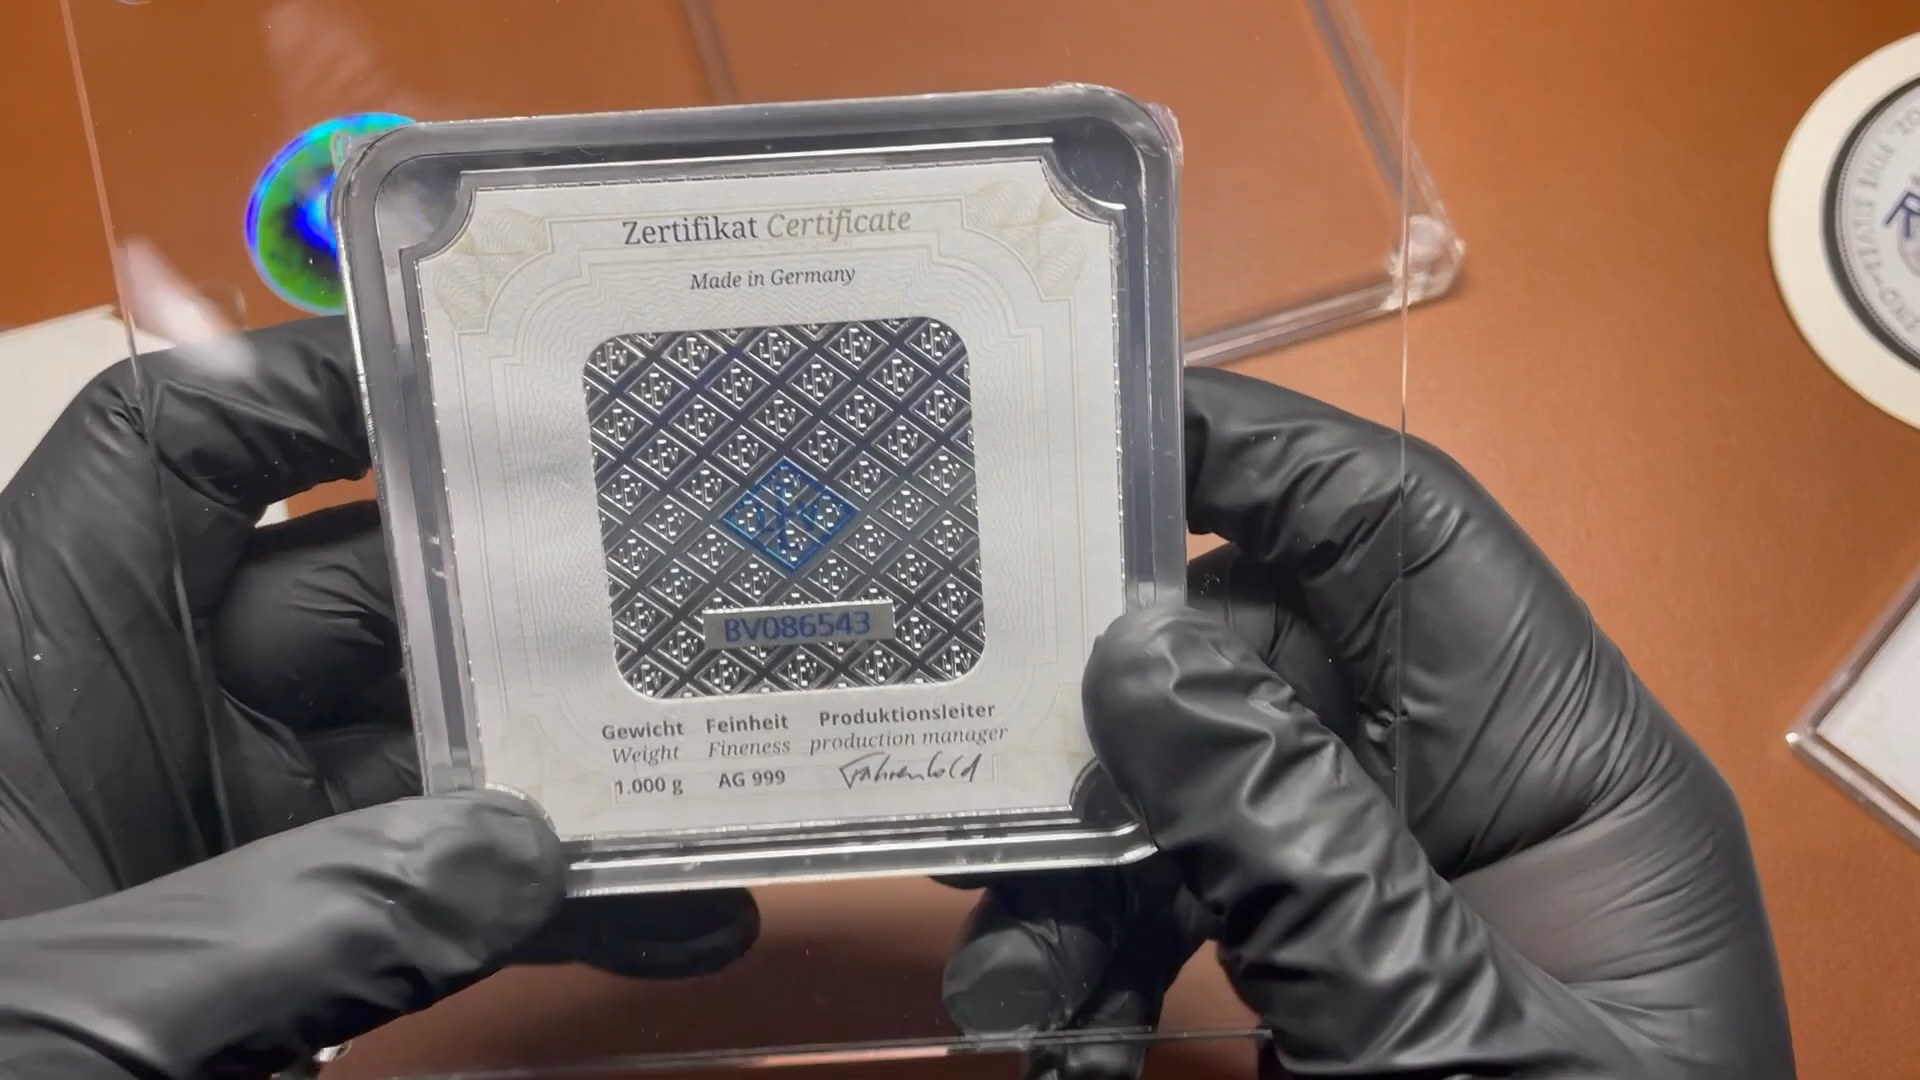 Zertifikat Certificate
Made in Germany
BV086543
Gewicht Feinheit Produktionsleiter
Weight Fineness production manager
1.000 g AG 999